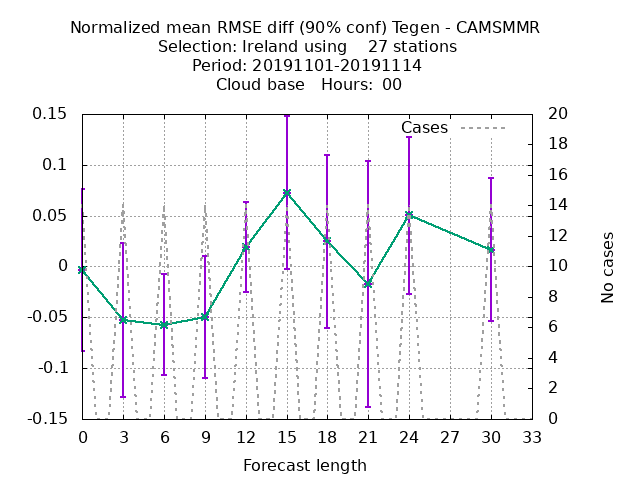 Normalized mean RMSE diff (90% conf) Tegen - CAMSMMR
Selection: Ireland using 27 stations
Period: 20191101-20191114
Cloud base Hours: 00
Cases
0.15
0.1
0.05
0
-0.05
-0.1
-0.15
20
18
16
14
12
10
8
6
4
2
0
No cases
0 3 6 9 12 15 18 21 24 27 30 33
Forecast length